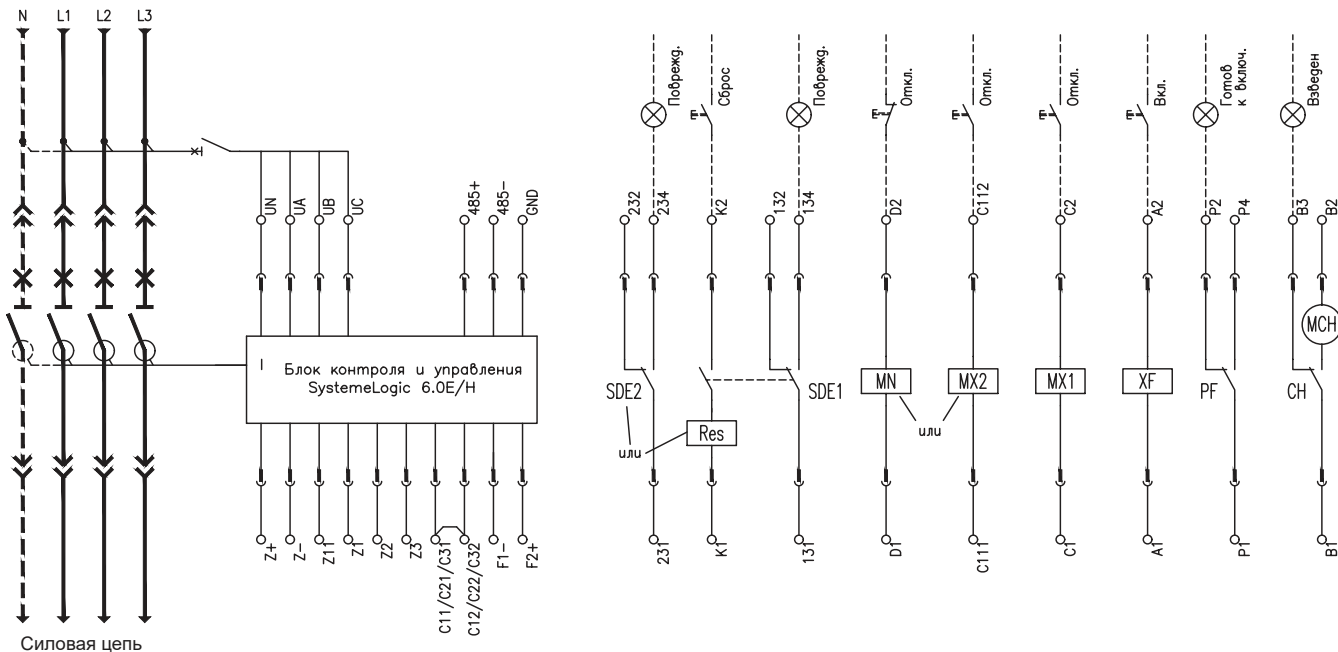 N L1 L2 L3
Поврежд.
Сброс
Поврежд.
Откл.
Откл.
Откл.
Вкл.
Готов
к включ.
Взведен
UN
UA
UB
UC
485+
485-
GND
232
234
K2
132
134
D2
C112
C2
A2
P2
P4
B3
B2
MCH
I
Блок контроля и управления
SystemeLogic 6.0E/H
SDE2
SDE1
MN
MX2
MX1
XF
PF
CH
Res
или
или
Z+
Z-
Z11
Z1
Z2
Z3
C11/C21/C31
C12/C22/C32
F1-
F2+
231
K1
131
D1
C111
C1
A1
P1
B1
Силовая цепь